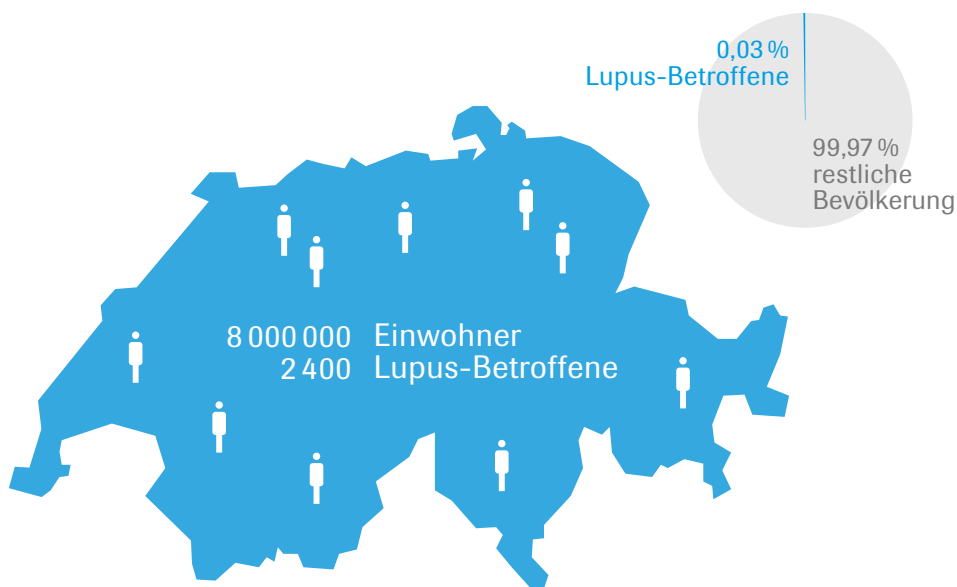 0,03 %
Lupus-Betroffene
99,97 %
restliche
Bevölkerung
8 000 000 Einwohner
2 400 Lupus-Betroffene